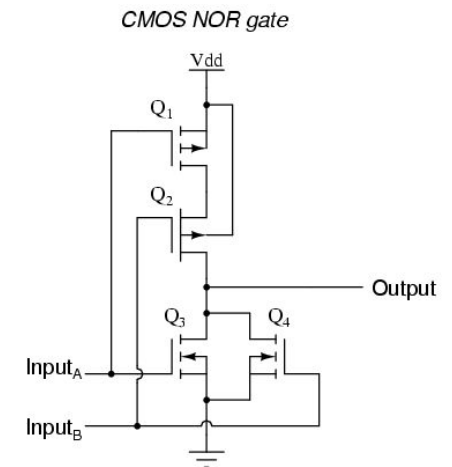 CMOS NOR gate
Vdd
Q1
Q2
Output
Q3
Q4
InputA
InputB